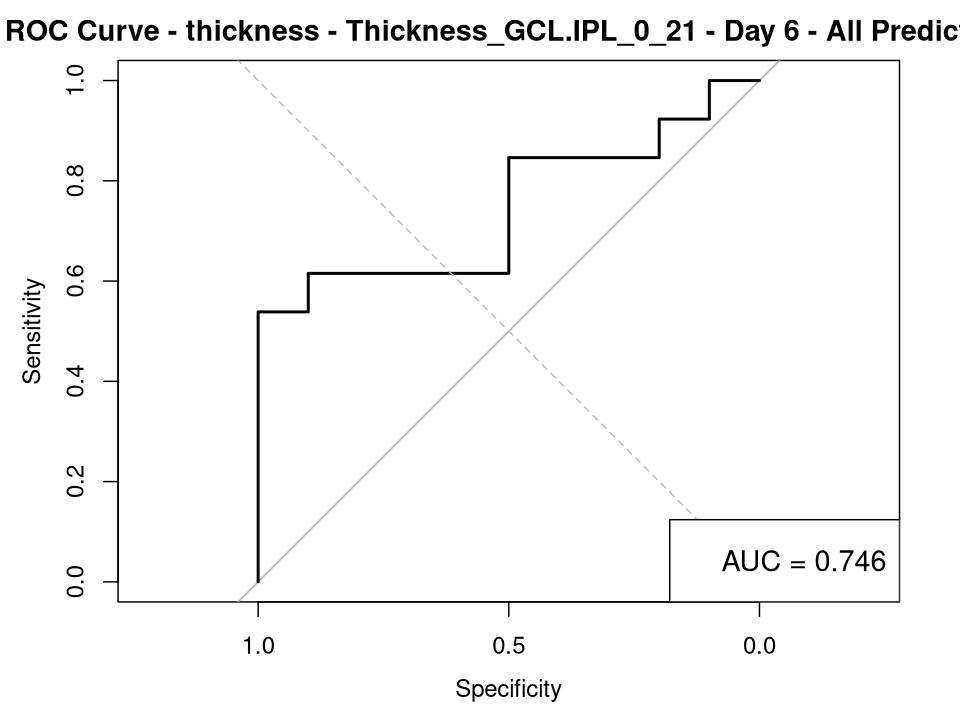 ROC Curve - thickness - Thickness_GCL.IPL_0_21 - Day 6 - All Predic
1.0
0.8
0.6
0.4
0.2
0.0
Sensitivity
AUC = 0.746
1.0 0.5 0.0
Specificity